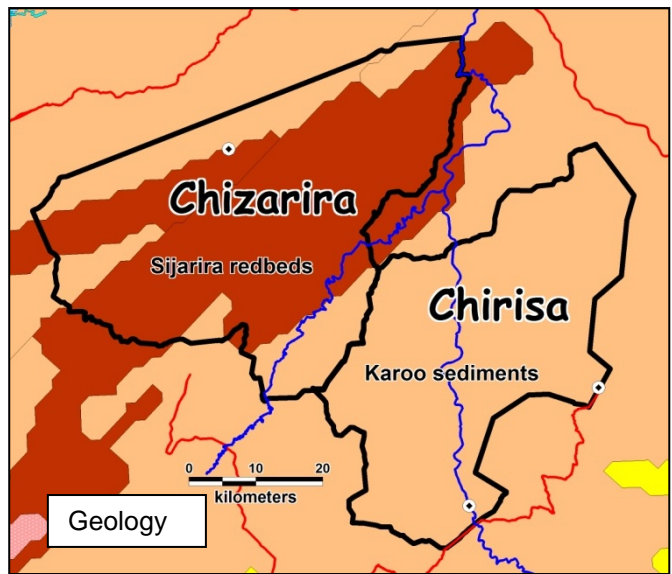 Chizarira
Sijarira redbeds
Chirisa
Karoo sediments
0 10 20
kilometers
Geology